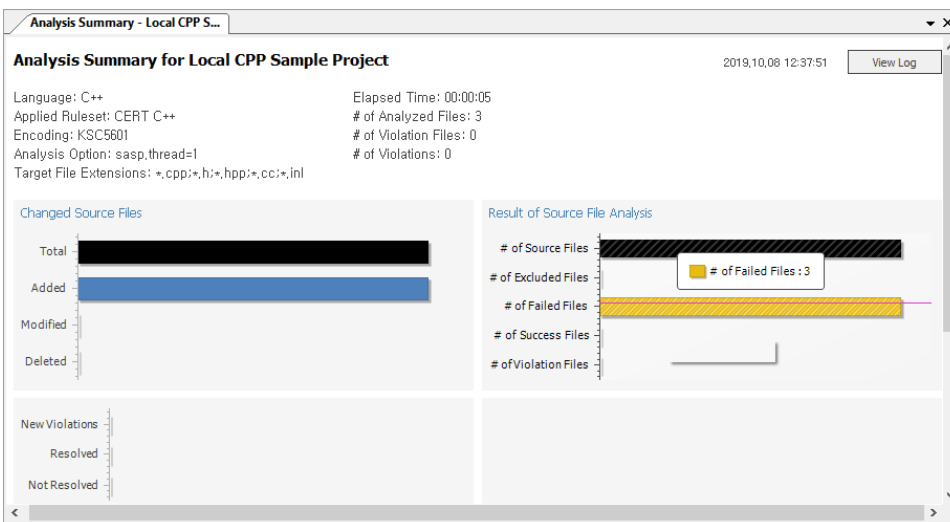 Analysis Summary - Local CPP S...
Analysis Summary for Local CPP Sample Project
2019,10,08 12:37:51
View Log
Language: C++
Applied Ruleset: CERT C++
Encoding: KSC5601
Analysis Option: sasp,thread=1
Target File Extensions: *,cpp;*,h;*,hpp;*,cc;*,inl
Elapsed Time: 00:00:05
# of Analyzed Files: 3
# of Violation Files: 0
# of Violations: 0
Changed Source Files
Total
Added
Modified
Deleted
Result of Source File Analysis
# of Source Files
# of Excluded Files
# of Failed Files
# of Success Files
# of Violation Files
# of Failed Files : 3
New Violations
Resolved
Not Resolved